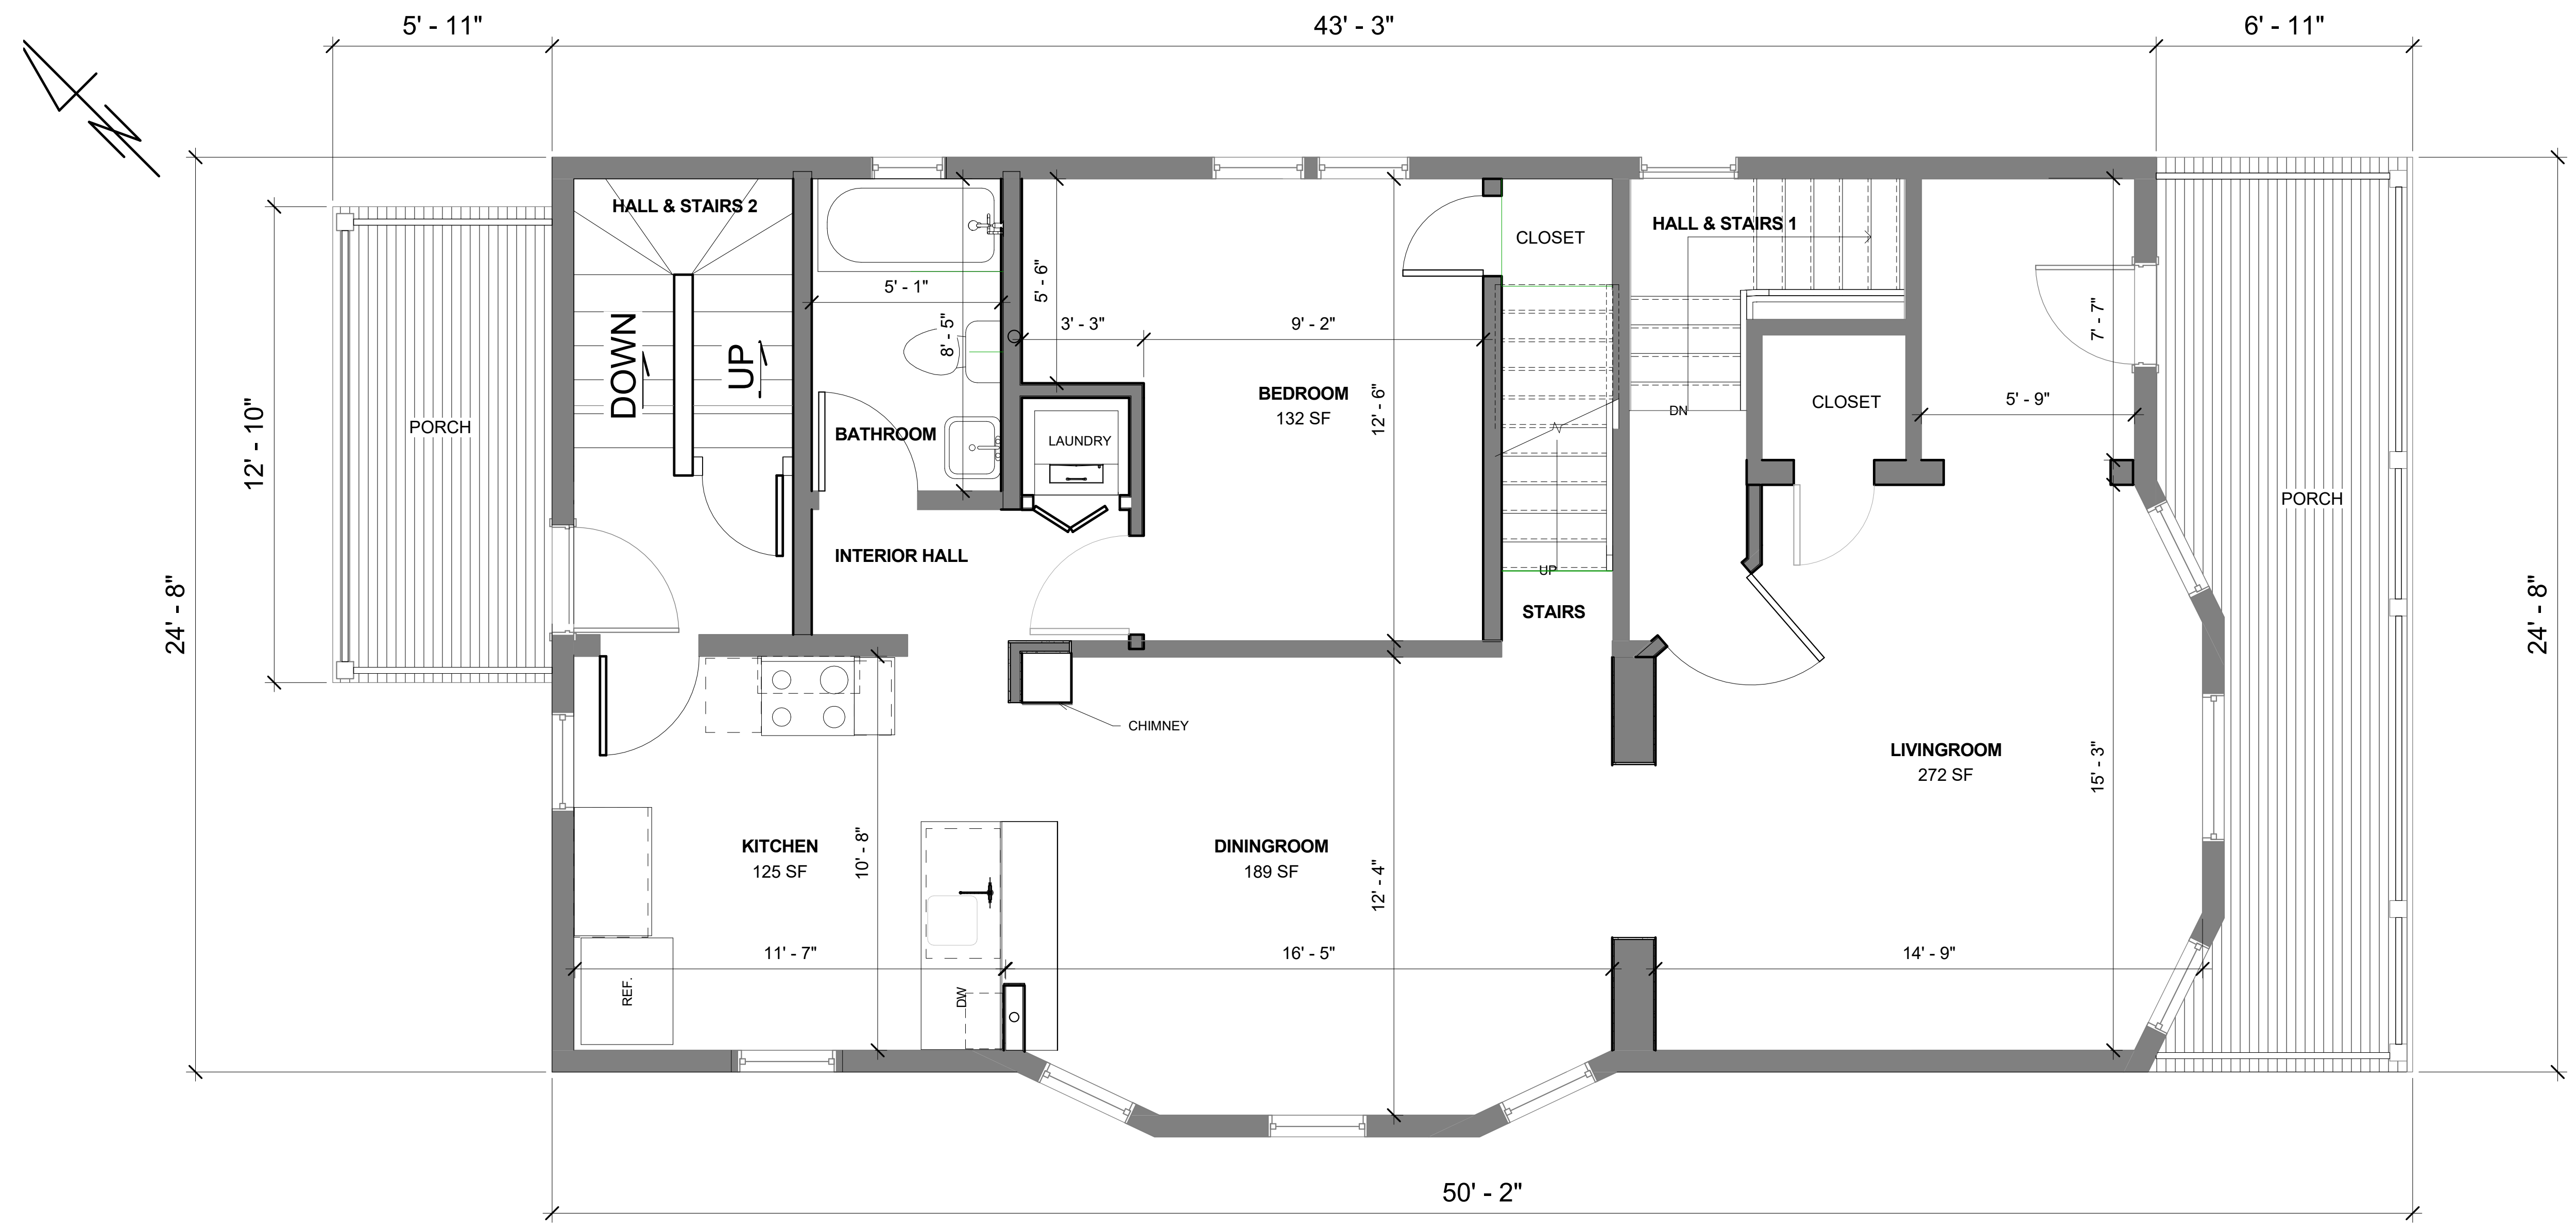 5' - 11"
43' - 3"
6' - 11"
N
HALL & STAIRS 2
HALL & STAIRS 1
CLOSET
5' - 6"
5' - 1"
8' - 5"
3' - 3"
9' - 2"
7' - 7"
DOWN
UP
BEDROOM
132 SF
12' - 6"
CLOSET
5' - 9"
DN
12' - 10"
PORCH
BATHROOM
LAUNDRY
PORCH
INTERIOR HALL
UP
STAIRS
24' - 8"
24' - 8"
CHIMNEY
LIVINGROOM
272 SF
15' - 3"
KITCHEN
125 SF
10' - 8"
DININGROOM
189 SF
12' - 4"
11' - 7"
16' - 5"
14' - 9"
REF.
DW
50' - 2"